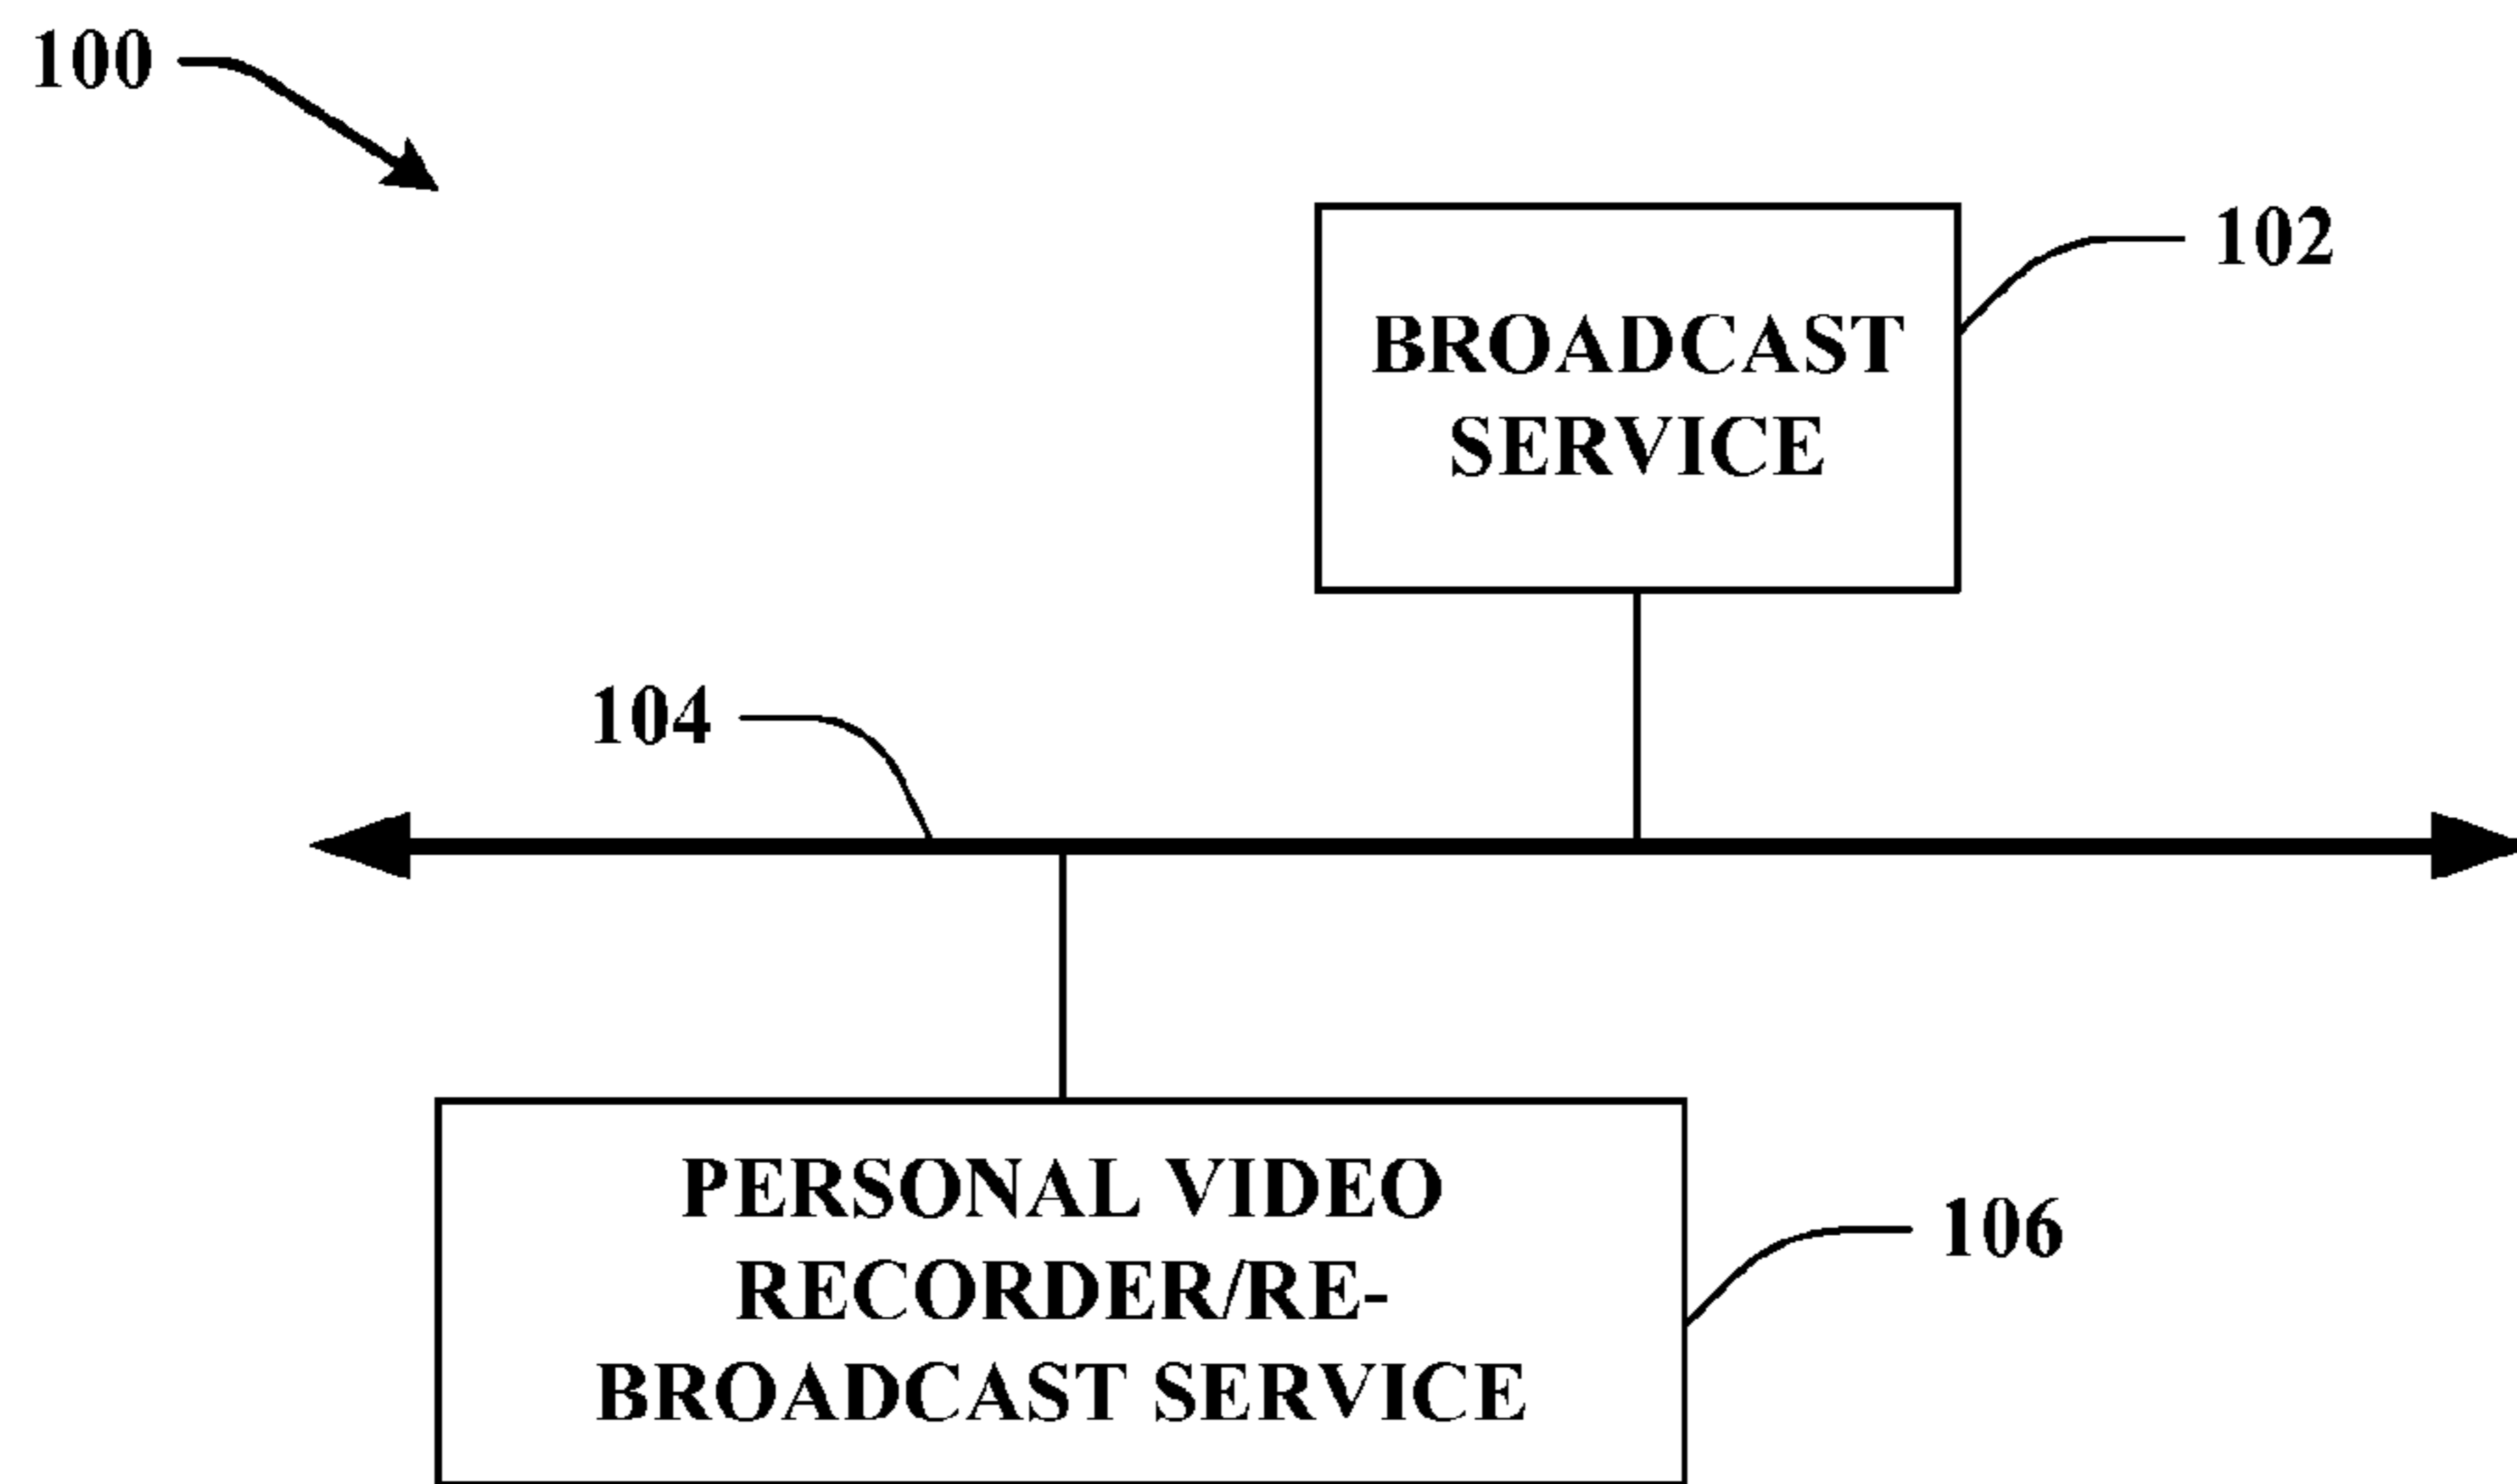 100
102
BROADCAST
SERVICE
104
PERSONAL VIDEO
RECORDER/RE-
BROADCAST SERVICE
106